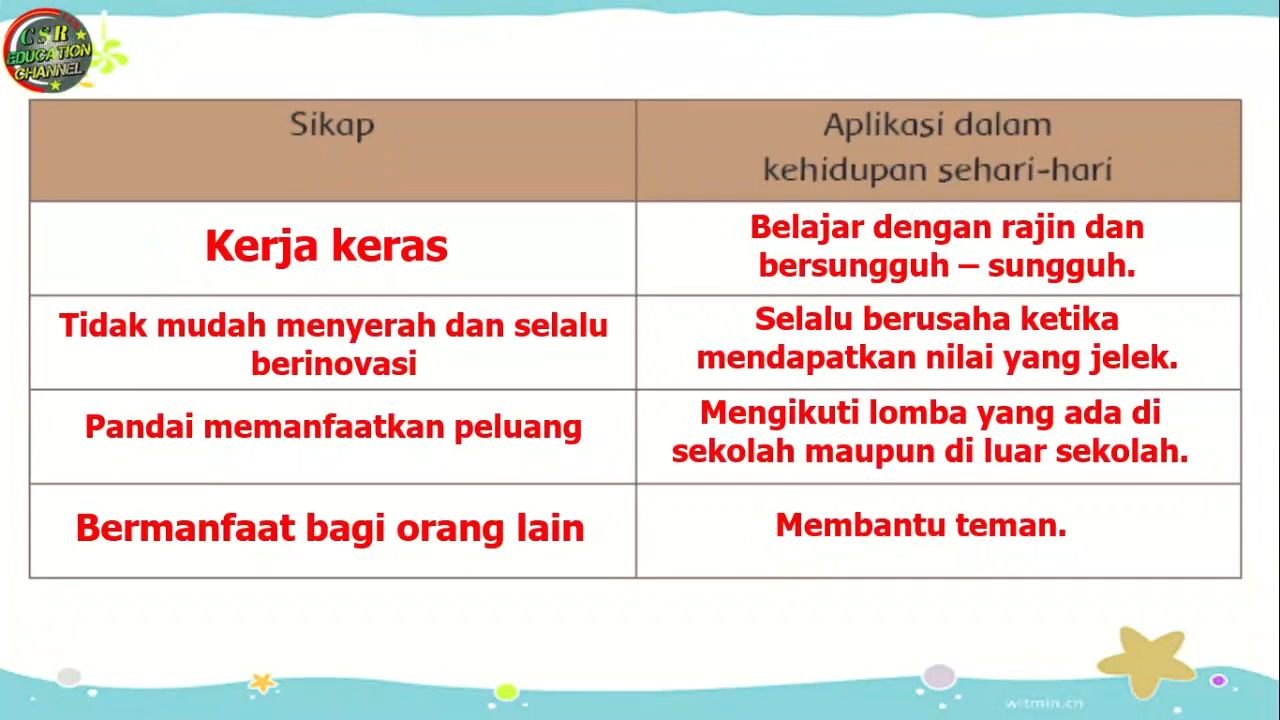 CSR
EDUCATION
CHANNEL
Sikap
Aplikasi dalam
kehidupan sehari-hari
Kerja keras
Belajar dengan rajin dan
bersungguh – sungguh.
Tidak mudah menyerah dan selalu
berinovasi
Selalu berusaha ketika
mendapatkan nilai yang jelek.
Pandai memanfaatkan peluang
Mengikuti lomba yang ada di
sekolah maupun di luar sekolah.
Bermanfaat bagi orang lain
Membantu teman.
witmin.cn